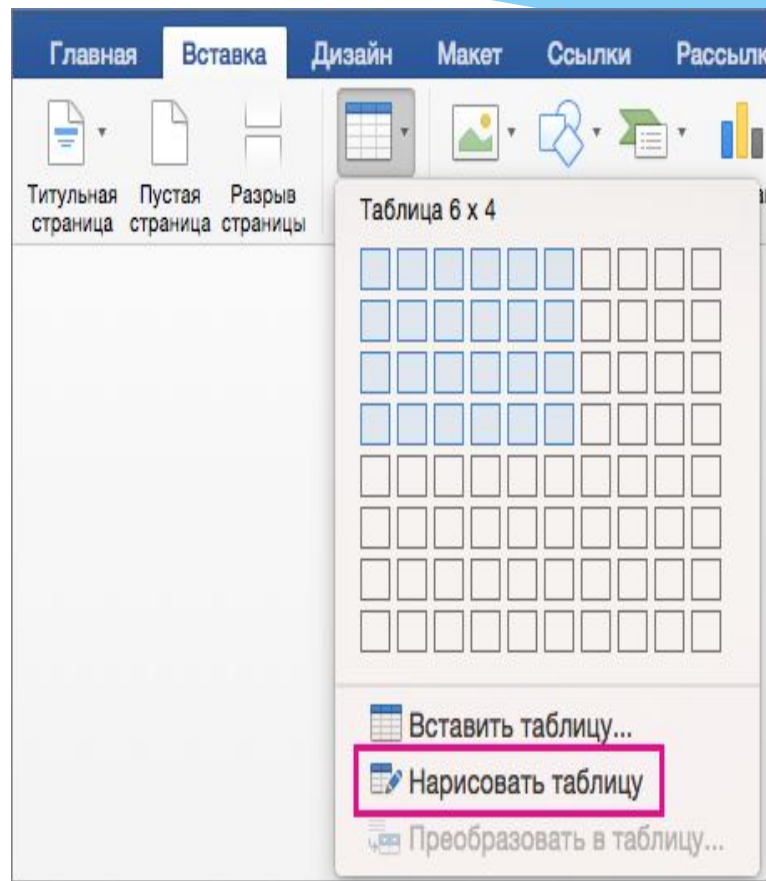 Главная Вставка Дизайн Макет Ссылки
Титульная страница
Пустая страница
Разрыв страницы
Таблица 6 x 4
Вставить таблицу...
Нарисовать таблицу
Преобразовать в таблицу...